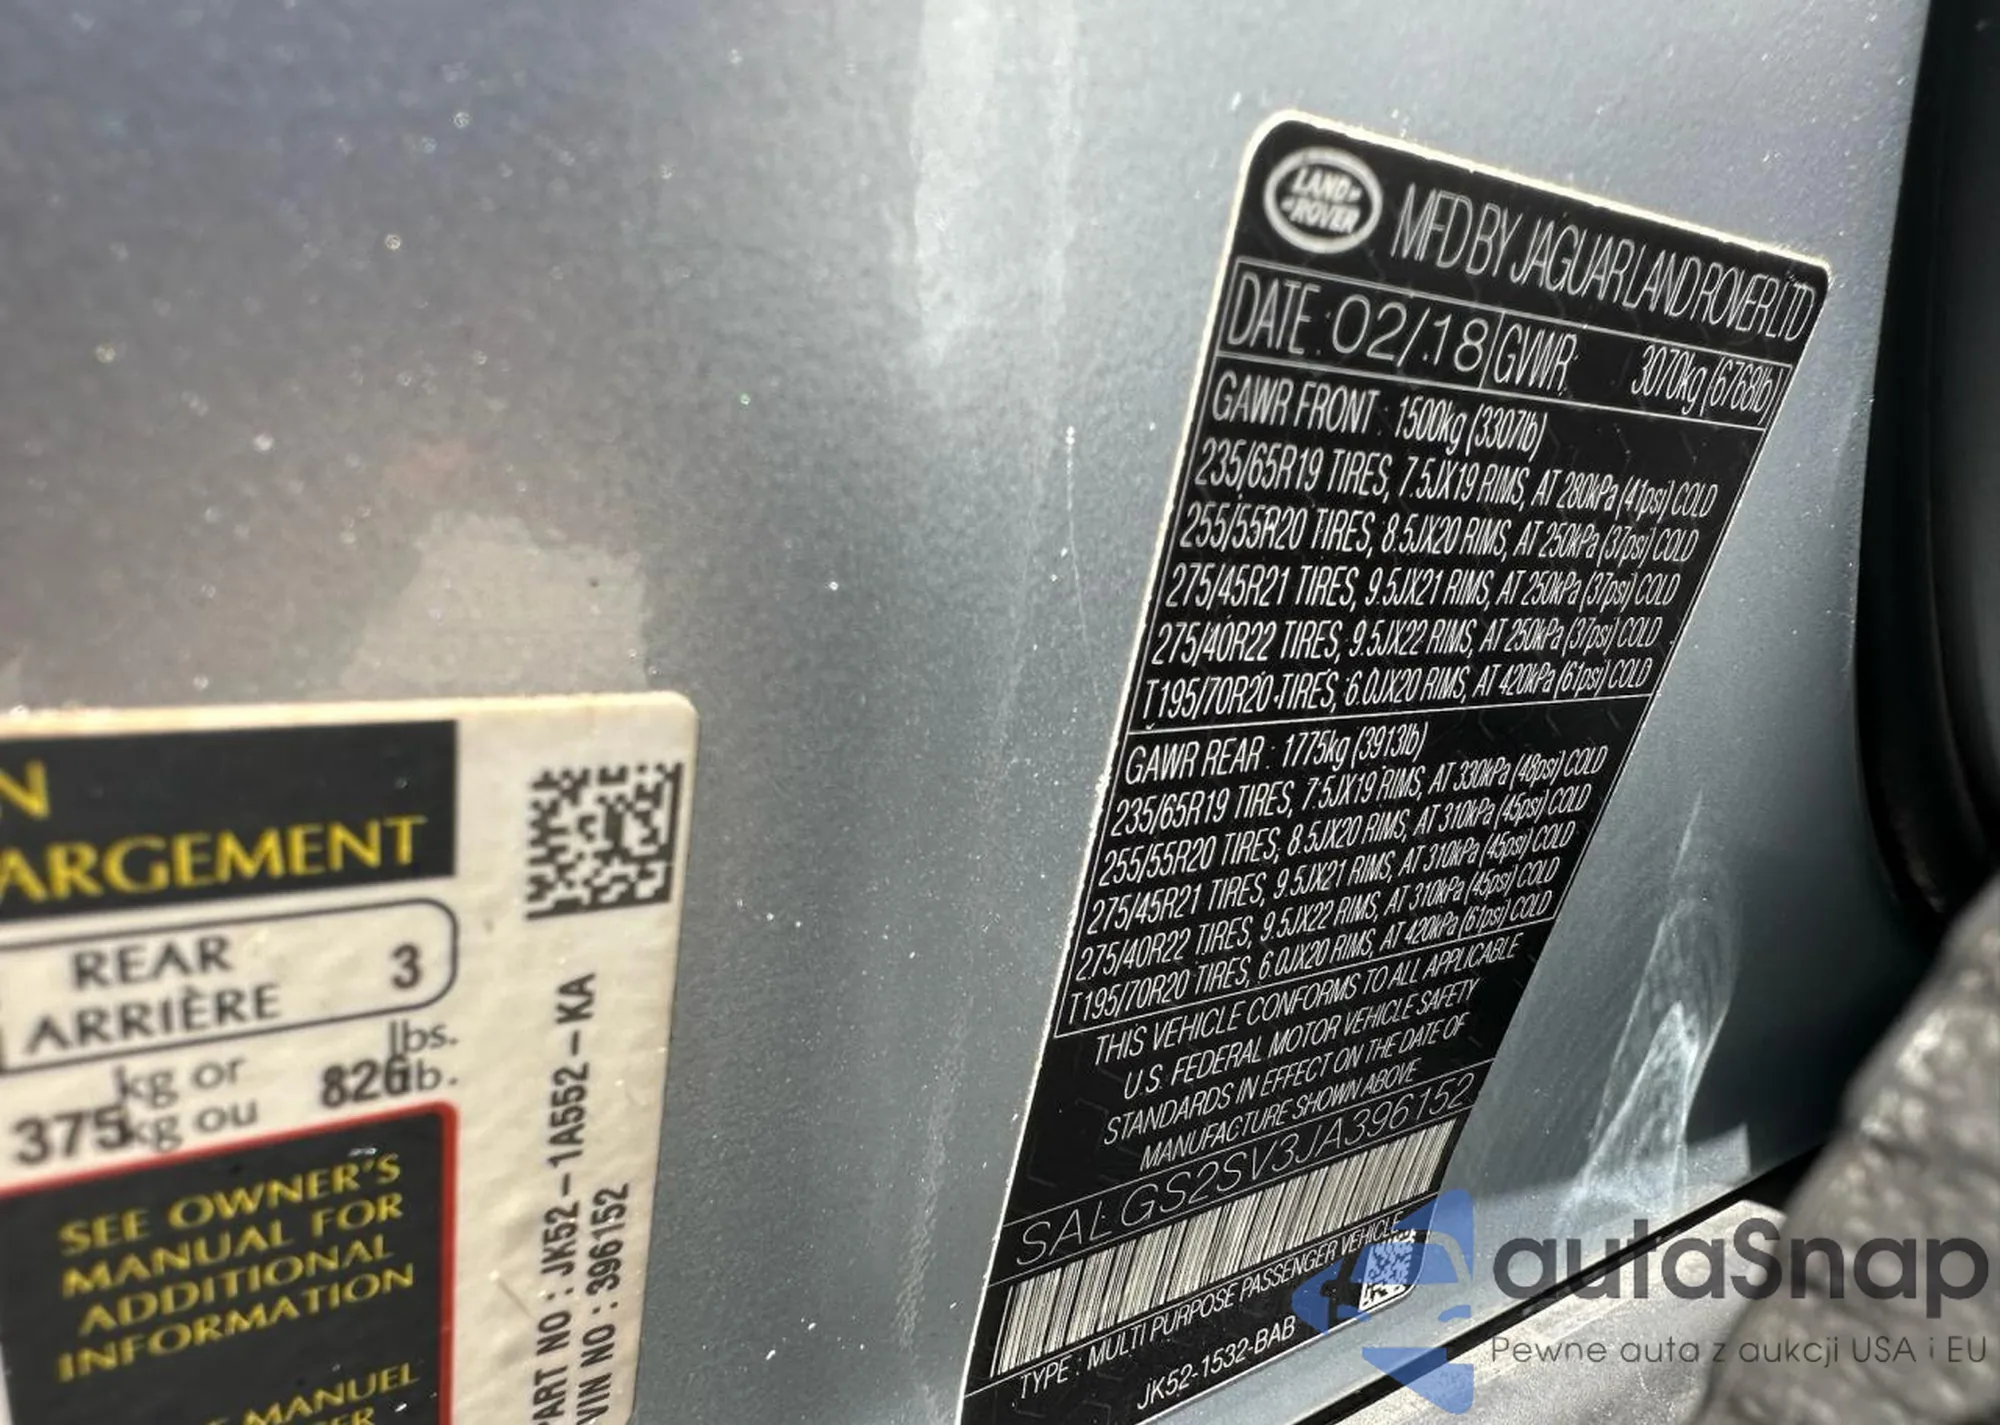 N
ARGEMENT
REAR
ARRIÈRE 3
kg or lbs.
375 kg ou 826 lb.
SEE OWNER'S
MANUAL FOR
ADDITIONAL
INFORMATION
MANUEL
PART NO : JK52-1A552-KA
VIN NO : 396152
LAND ROVER
MFD BY JAGUAR LAND ROVER LTD
DATE : 02/18 GVWR 3070kg (6768lb)
GAWR FRONT : 1500kg (3307lb)
235/65R19 TIRES, 7.5JX19 RIMS, AT 280kPa (41psi) COLD
255/55R20 TIRES, 8.5JX20 RIMS, AT 250kPa (37psi) COLD
275/45R21 TIRES, 9.5JX21 RIMS, AT 250kPa (37psi) COLD
275/40R22 TIRES, 9.5JX22 RIMS, AT 250kPa (37psi) COLD
T195/70R20 TIRES, 6.0JX20 RIMS, AT 420kPa (61psi) COLD
GAWR REAR : 1775kg (3913lb)
235/65R19 TIRES, 7.5JX19 RIMS, AT 330kPa (48psi) COLD
255/55R20 TIRES, 8.5JX20 RIMS, AT 310kPa (45psi) COLD
275/45R21 TIRES, 9.5JX21 RIMS, AT 310kPa (45psi) COLD
275/40R22 TIRES, 9.5JX22 RIMS, AT 310kPa (45psi) COLD
T195/70R20 TIRES, 6.0JX20 RIMS, AT 420kPa (61psi) COLD
THIS VEHICLE CONFORMS TO ALL APPLICABLE
U.S. FEDERAL MOTOR VEHICLE SAFETY
STANDARDS IN EFFECT ON THE DATE OF
MANUFACTURE SHOWN ABOVE
SALGS2SV3JA396152
TYPE : MULTI PURPOSE PASSENGER VEHICLE
JK52-1532-BAB
autaSnap
Pewne auta z aukcji USA i EU